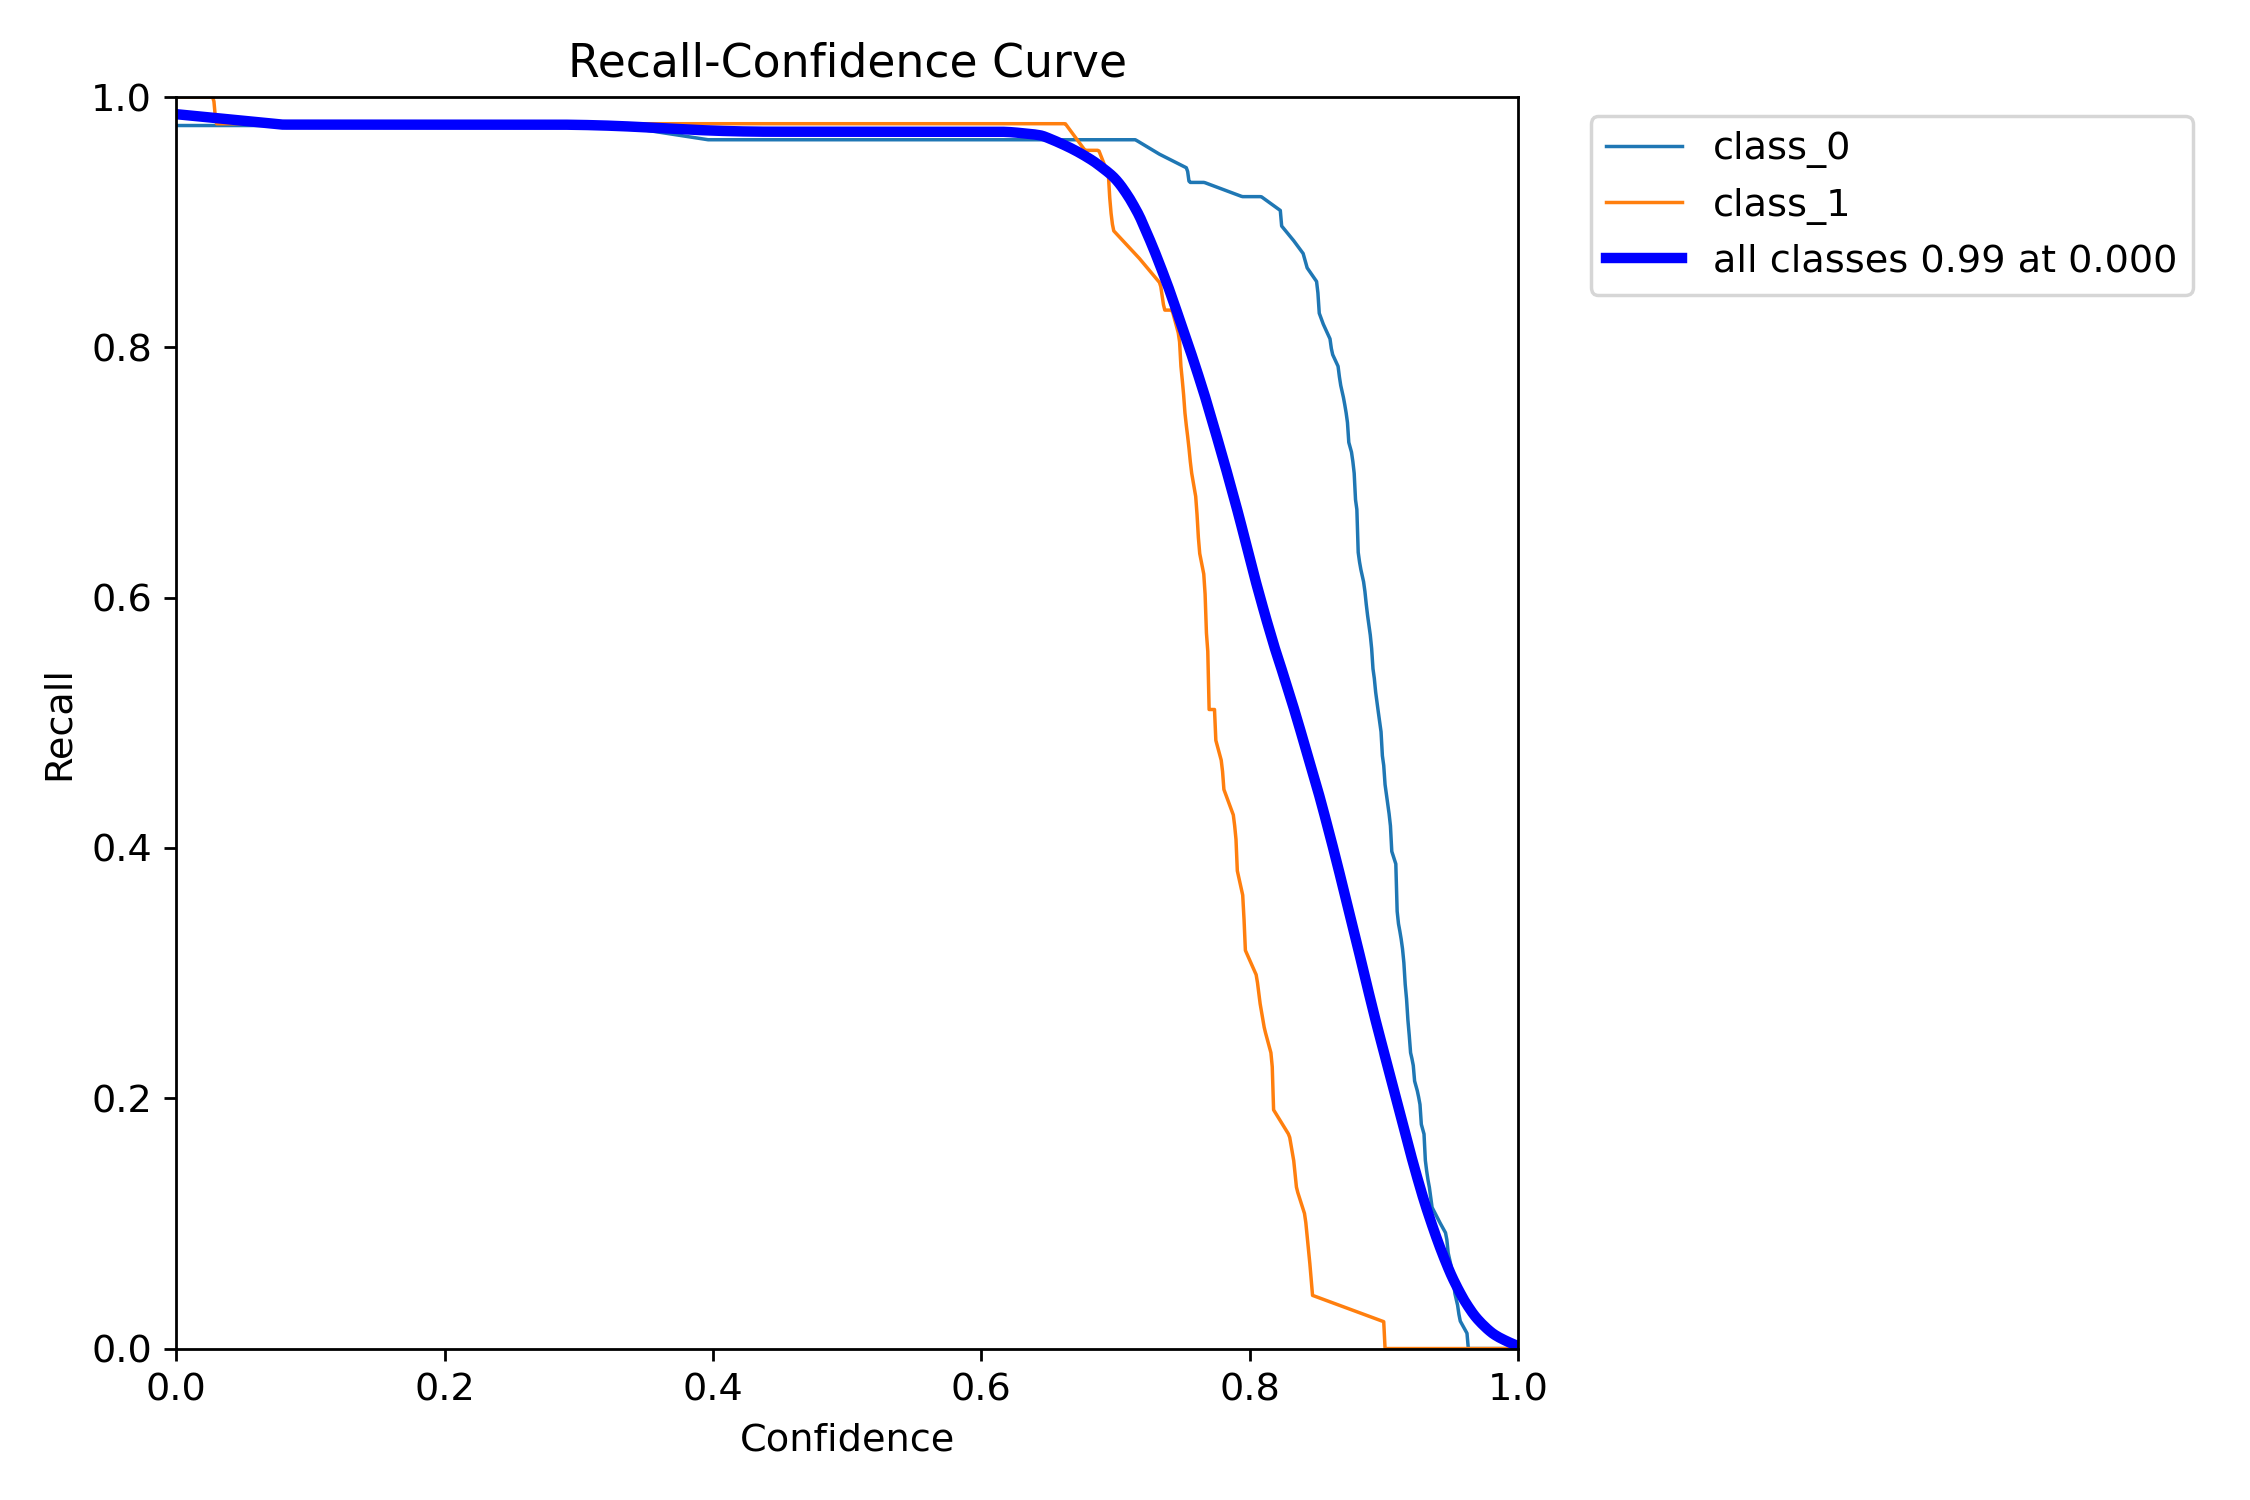 Recall-Confidence Curve
1.0
0.8
0.6
0.4
0.2
0.0
Recall
0.0 0.2 0.4 0.6 0.8 1.0
Confidence
class_0
class_1
all classes 0.99 at 0.000